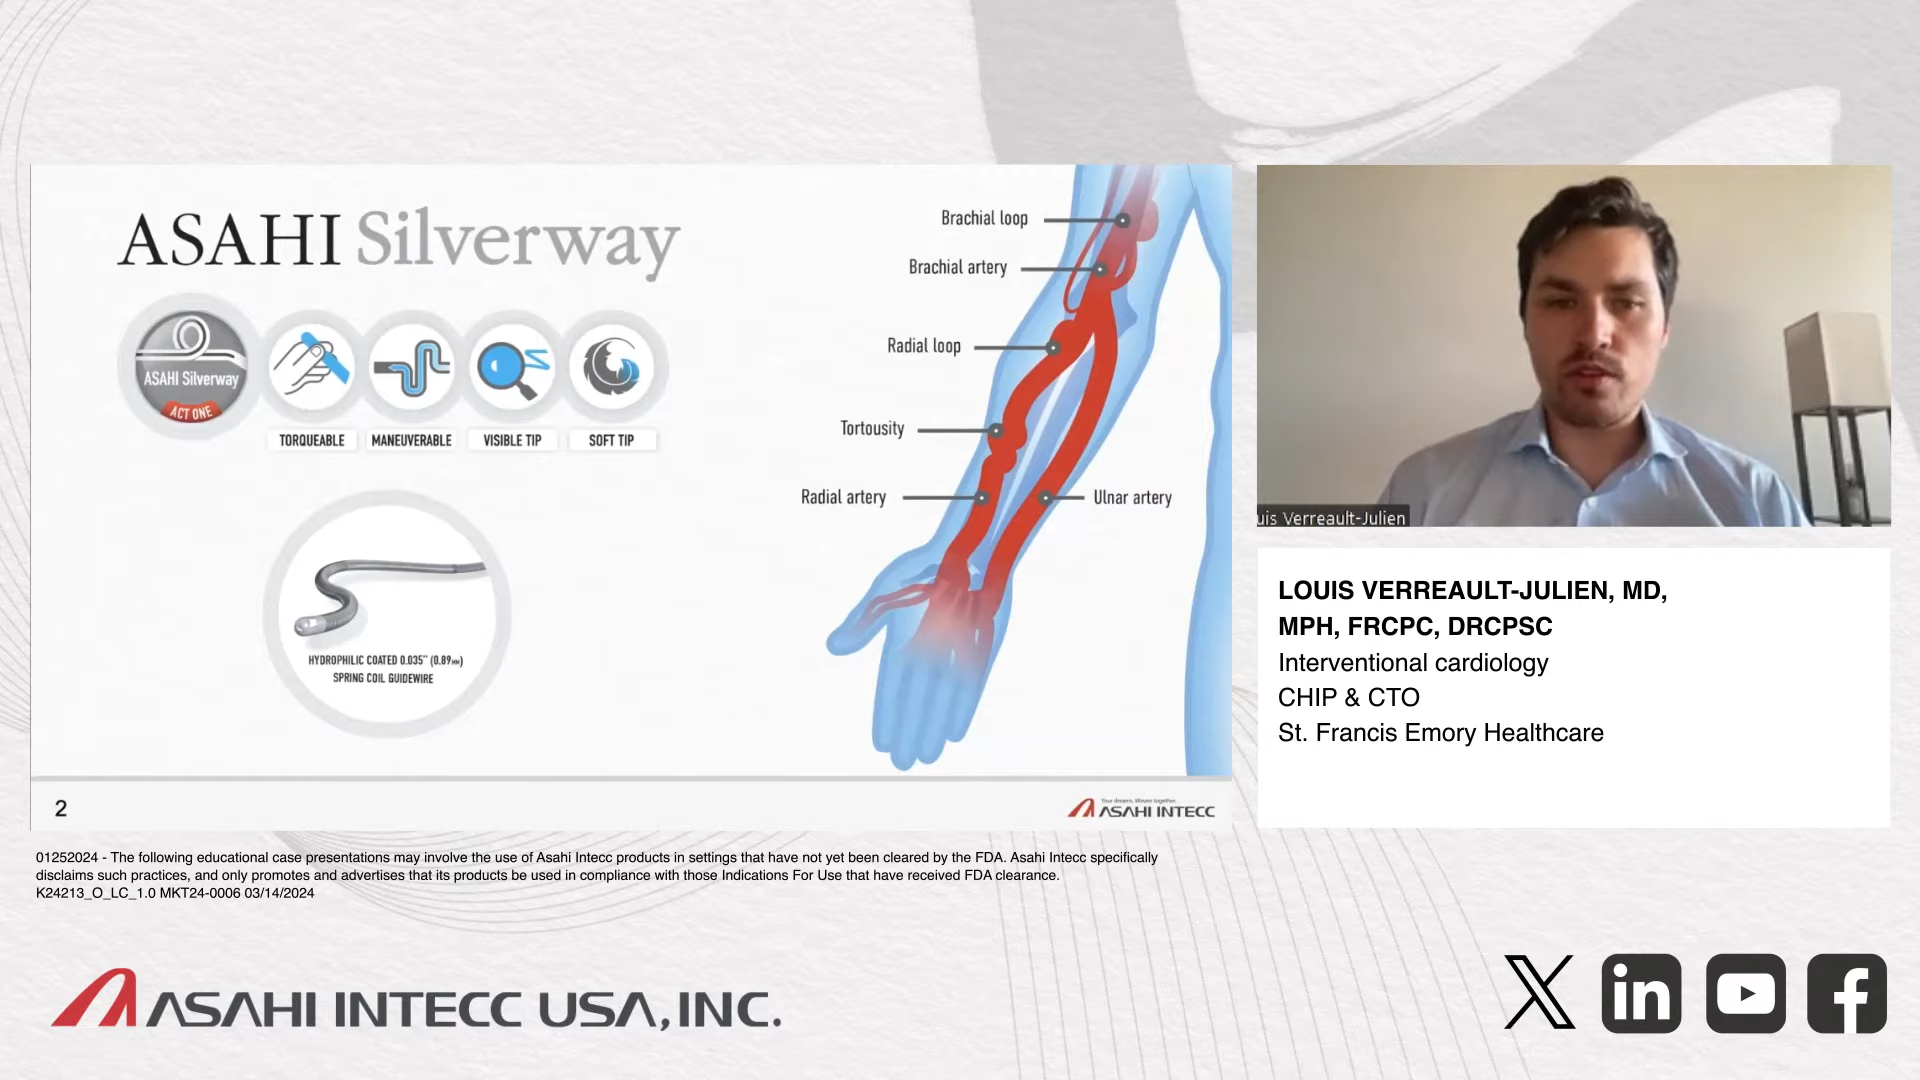 ASAHI Silverway
ASAHI Silverway
ACT ONE
TORQUEABLE
MANEUVERABLE
VISIBLE TIP
SOFT TIP
HYDROPHILIC COATED 0.035" (0.89MM)
SPRING COIL GUIDEWIRE
Brachial loop
Brachial artery
Radial loop
Tortousity
Radial artery
Ulnar artery
2
Your dreams. Woven together.
ASAHI INTECC
uis Verreault-Julien
LOUIS VERREAULT-JULIEN, MD,
MPH, FRCPC, DRCPSC
Interventional cardiology
CHIP & CTO
St. Francis Emory Healthcare
01252024 - The following educational case presentations may involve the use of Asahi Intecc products in settings that have not yet been cleared by the FDA. Asahi Intecc specifically
disclaims such practices, and only promotes and advertises that its products be used in compliance with those Indications For Use that have received FDA clearance.
K24213_O_LC_1.0 MKT24-0006 03/14/2024
ASAHI INTECC USA, INC.
X
in
f